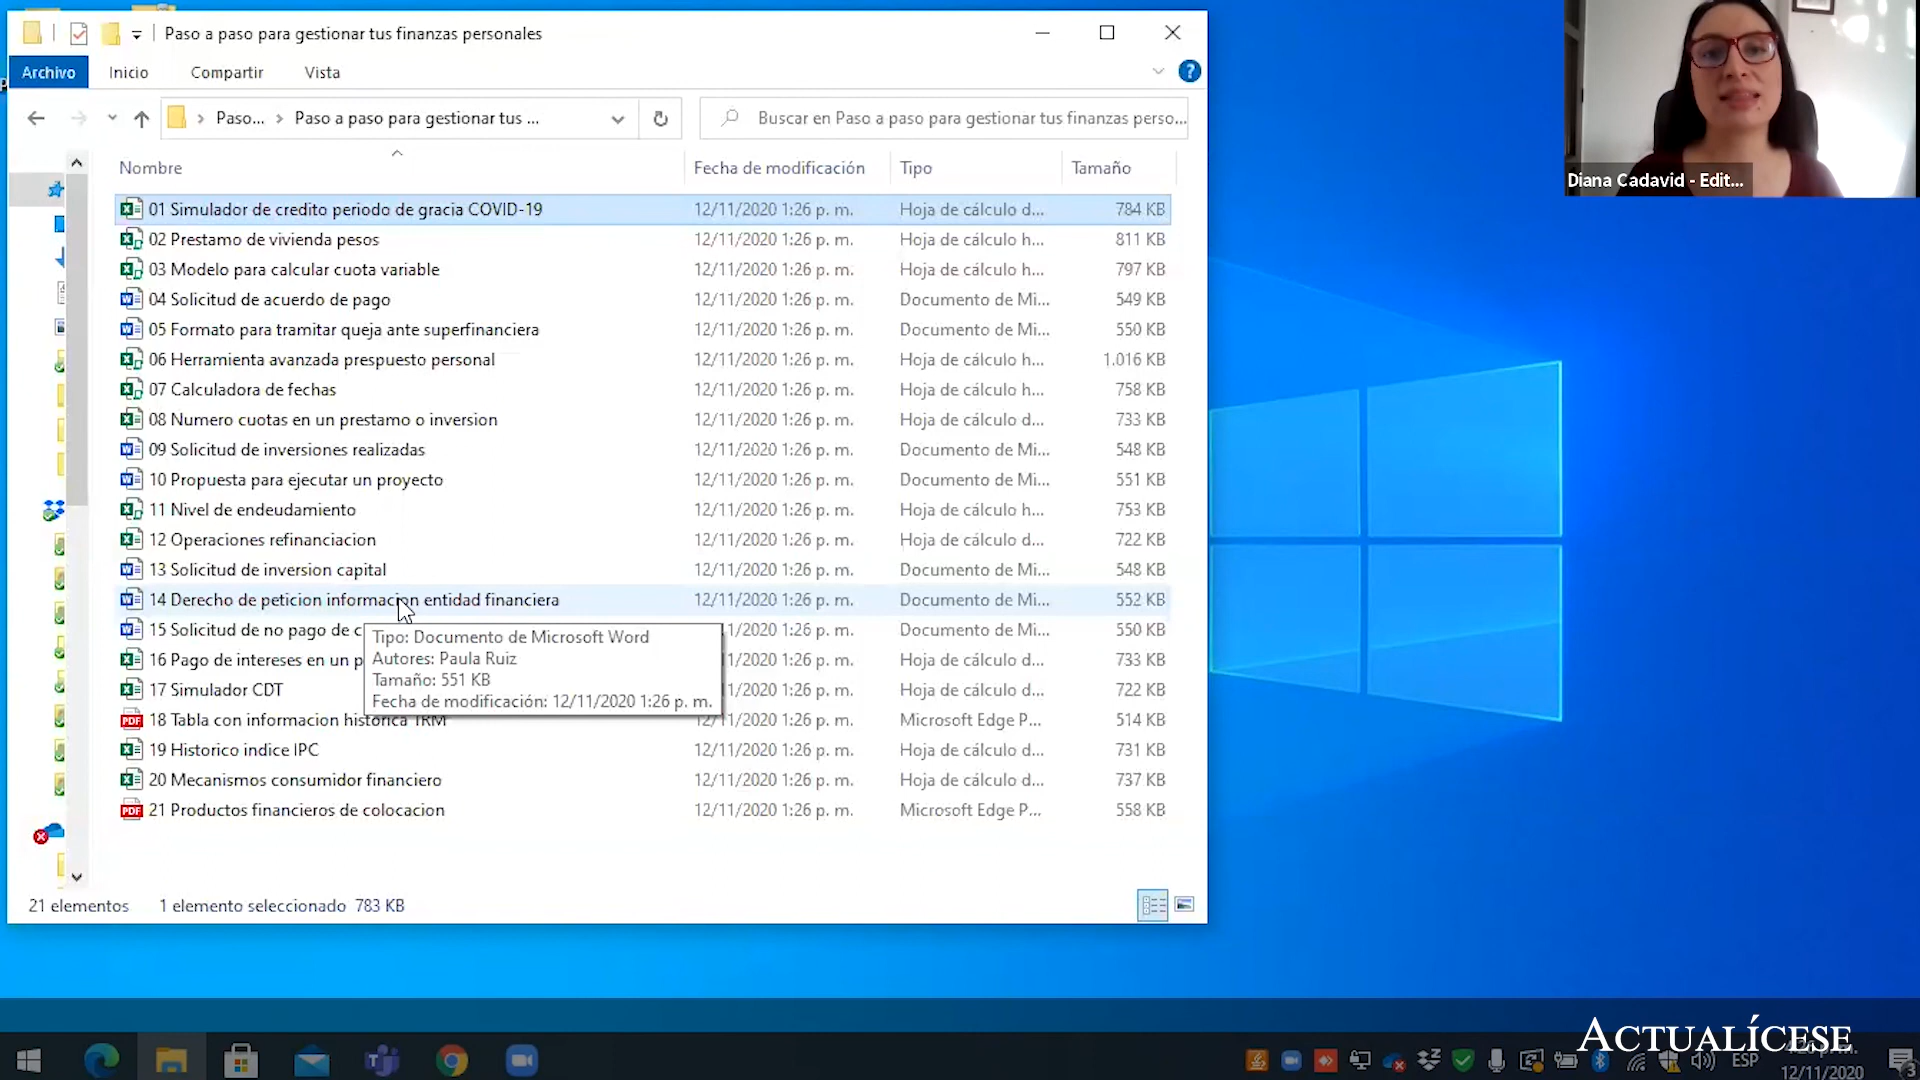 Paso a paso para gestionar tus finanzas personales
Archivo Inicio Compartir Vista
Paso... Paso a paso para gestionar tus ... Buscar en Paso a paso para gestionar tus finanzas perso...
Nombre Fecha de modificación Tipo Tamaño
01 Simulador de credito periodo de gracia COVID-19 12/11/2020 1:26 p. m. Hoja de cálculo d... 784 KB
02 Prestamo de vivienda pesos 12/11/2020 1:26 p. m. Hoja de cálculo h... 811 KB
03 Modelo para calcular cuota variable 12/11/2020 1:26 p. m. Hoja de cálculo h... 797 KB
04 Solicitud de acuerdo de pago 12/11/2020 1:26 p. m. Documento de Mi... 549 KB
05 Formato para tramitar queja ante superfinanciera 12/11/2020 1:26 p. m. Documento de Mi... 550 KB
06 Herramienta avanzada prespuesto personal 12/11/2020 1:26 p. m. Hoja de cálculo h... 1.016 KB
07 Calculadora de fechas 12/11/2020 1:26 p. m. Hoja de cálculo h... 758 KB
08 Numero cuotas en un prestamo o inversion 12/11/2020 1:26 p. m. Hoja de cálculo d... 733 KB
09 Solicitud de inversiones realizadas 12/11/2020 1:26 p. m. Documento de Mi... 548 KB
10 Propuesta para ejecutar un proyecto 12/11/2020 1:26 p. m. Documento de Mi... 551 KB
11 Nivel de endeudamiento 12/11/2020 1:26 p. m. Hoja de cálculo h... 753 KB
12 Operaciones refinanciacion 12/11/2020 1:26 p. m. Hoja de cálculo d... 722 KB
13 Solicitud de inversion capital 12/11/2020 1:26 p. m. Documento de Mi... 548 KB
14 Derecho de peticion informacion entidad financiera 12/11/2020 1:26 p. m. Documento de Mi... 552 KB
15 Solicitud de no pago de c /11/2020 1:26 p. m. Documento de Mi... 550 KB
16 Pago de intereses en un p /11/2020 1:26 p. m. Hoja de cálculo d... 733 KB
17 Simulador CDT /11/2020 1:26 p. m. Hoja de cálculo d... 722 KB
Tipo: Documento de Microsoft Word
Autores: Paula Ruiz
Tamaño: 551 KB
Fecha de modificación: 12/11/2020 1:26 p. m.
18 Tabla con informacion historica TRM 12/11/2020 1:26 p. m. Microsoft Edge P... 514 KB
19 Historico indice IPC 12/11/2020 1:26 p. m. Hoja de cálculo d... 731 KB
20 Mecanismos consumidor financiero 12/11/2020 1:26 p. m. Hoja de cálculo d... 737 KB
21 Productos financieros de colocacion 12/11/2020 1:26 p. m. Microsoft Edge P... 558 KB
21 elementos 1 elemento seleccionado 783 KB
Diana Cadavid - Edit...
ACTUALÍCESE
ESP
12/11/2020
3